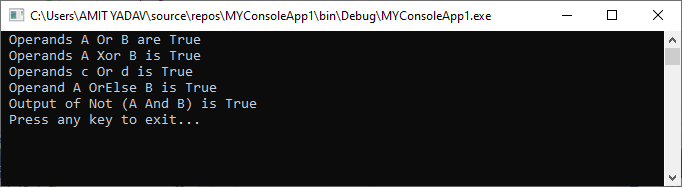 C:\Users\AMIT YADAV\source\repos\MYConsoleApp1\bin\Debug\MYConsoleApp1.exe
Operands A Or B are True
Operands A Xor B is True
Operands c Or d is True
Operand A OrElse B is True
Output of Not (A And B) is True
Press any key to exit...